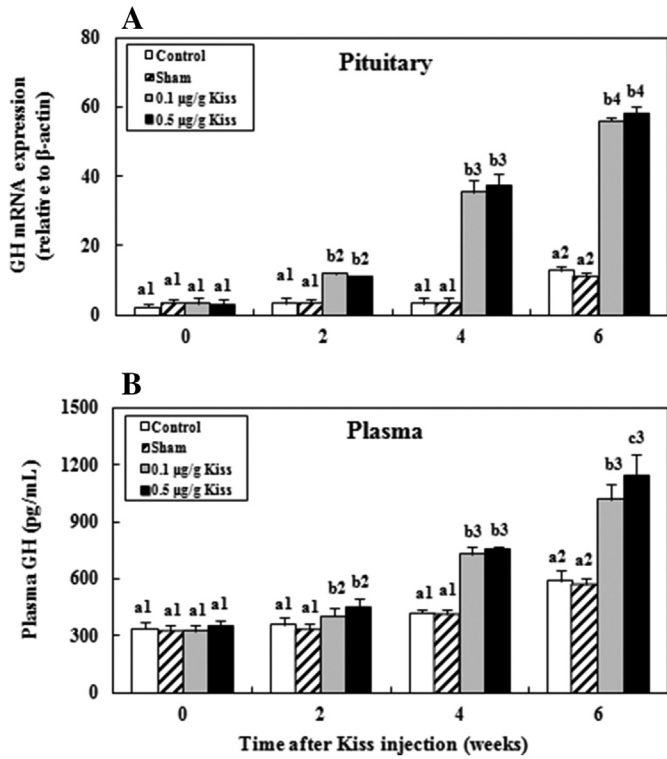 A
Pituitary
Control
Sham
0.1 µg/g Kiss
0.5 µg/g Kiss
GH mRNA expression
(relative to β-actin)
80
60
40
20
0
a1 a1 a1 a1
a1 a1 b2 b2
a1 a1 b3 b3
a2 a2 b4 b4
0 2 4 6
B
Plasma
Control
Sham
0.1 µg/g Kiss
0.5 µg/g Kiss
Plasma GH (pg/mL)
1500
1200
900
600
300
0
a1 a1 a1 a1
a1 a1 b2 b2
a1 a1 b3 b3
a2 a2 b3 c3
0 2 4 6
Time after Kiss injection (weeks)